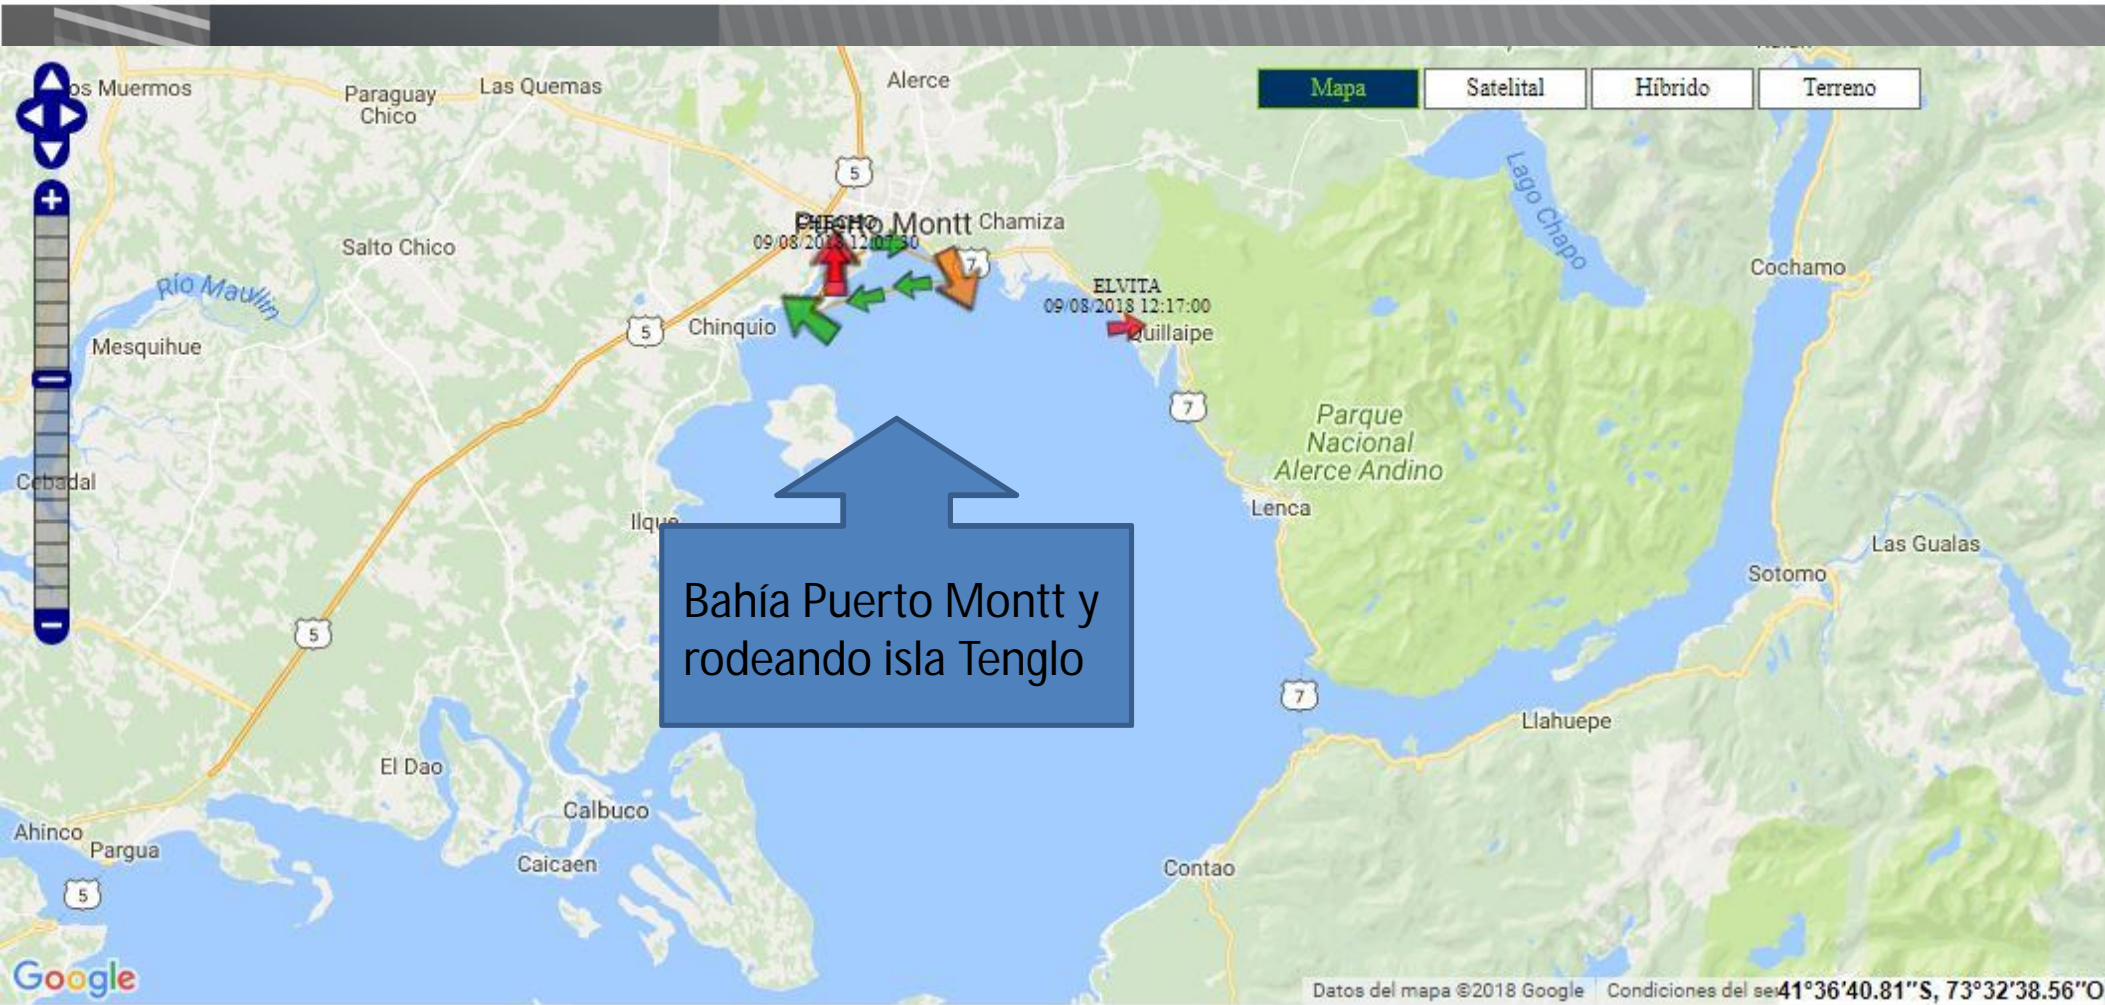 os Muermos
Paraguay
Chico
Las Quemas
Alerce
Mapa
Satelital
Híbrido
Terreno
5
Lago Chapo
Puerto Montt
Chamiza
09/08/2018 12:07:30
Salto Chico
7
Cochamo
Río Maullín
ELVITA
09/08/2018 12:17:00
5
Chinquio
Quillaipe
Mesquihue
7
Parque
Nacional
Alerce Andino
Cebadal
Lenca
Ilque
Las Gualas
Sotomo
Bahía Puerto Montt y
rodeando isla Tenglo
5
7
Llahuepe
El Dao
Calbuco
Ahinco
Pargua
Caicaen
Contao
5
Google
Datos del mapa ©2018 Google
Condiciones del se
41°36'40.81"S, 73°32'38.56"O